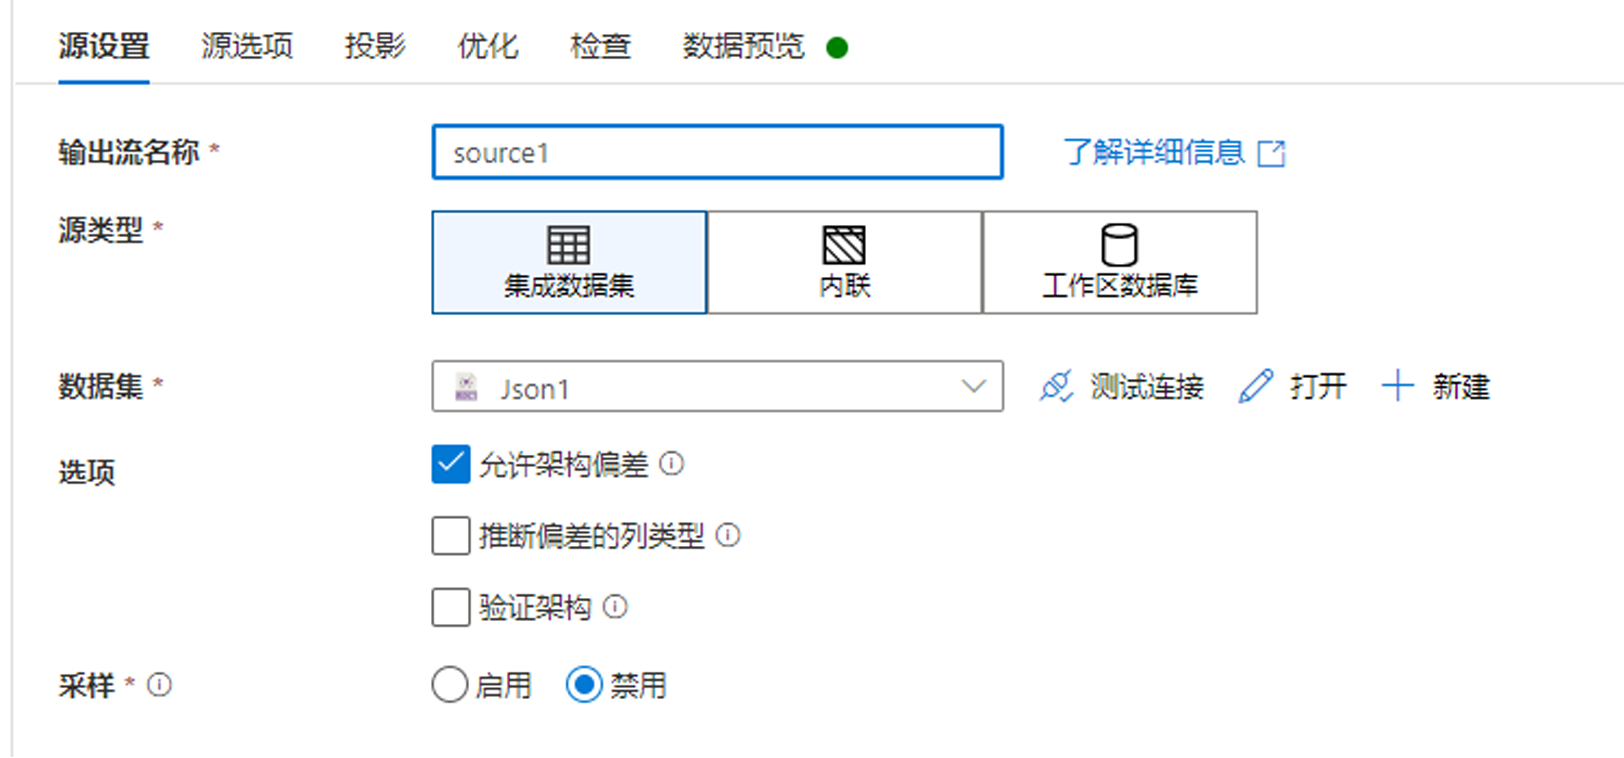 源设置 源选项 投影 优化 检查 数据预览
输出流名称 * source1 了解详细信息
源类型 * 集成数据集 内联 工作区数据库
数据集 * Json1 测试连接 打开 新建
选项 允许架构偏差
推断偏差的列类型
验证架构
采样 * 启用 禁用